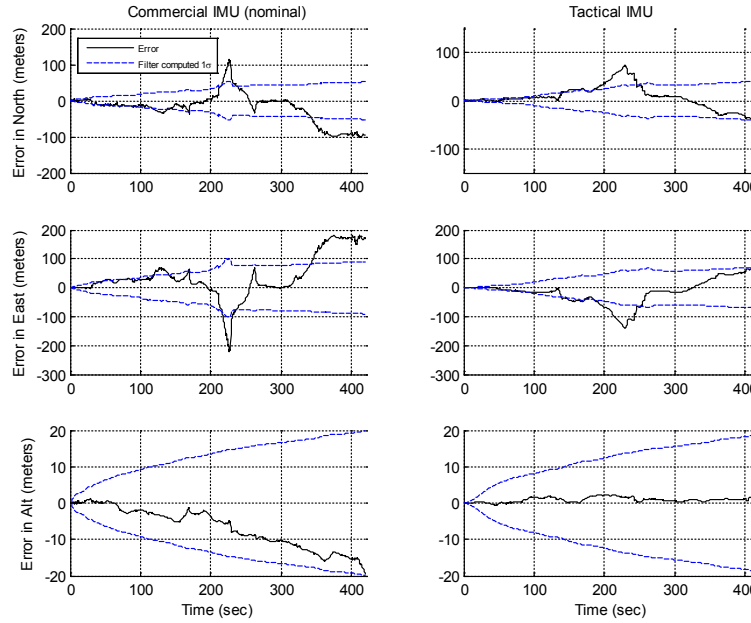 Commercial IMU (nominal)
Tactical IMU
Error in North (meters)
200
100
0
-100
-200
Error
Filter computed 1σ
0 100 200 300 400
100
0
-100
0 100 200 300 400
Error in East (meters)
200
100
0
-100
-200
-300
0 100 200 300 400
200
100
0
-100
-200
-300
0 100 200 300 400
Error in Alt (meters)
20
10
0
-10
-20
0 100 200 300 400
Time (sec)
20
10
0
-10
-20
0 100 200 300 400
Time (sec)